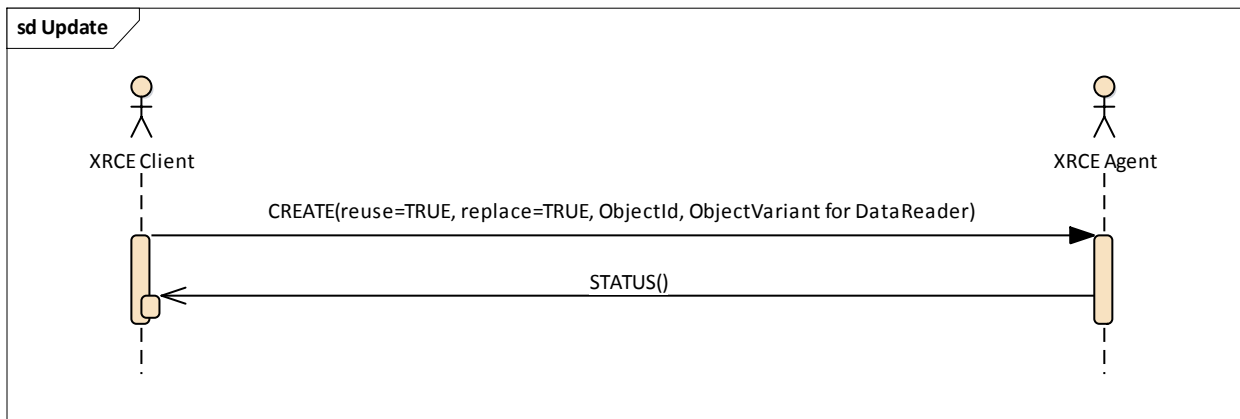 sd Update
XRCE Client
XRCE Agent
CREATE(reuse=TRUE, replace=TRUE, ObjectId, ObjectVariant for DataReader)
STATUS()